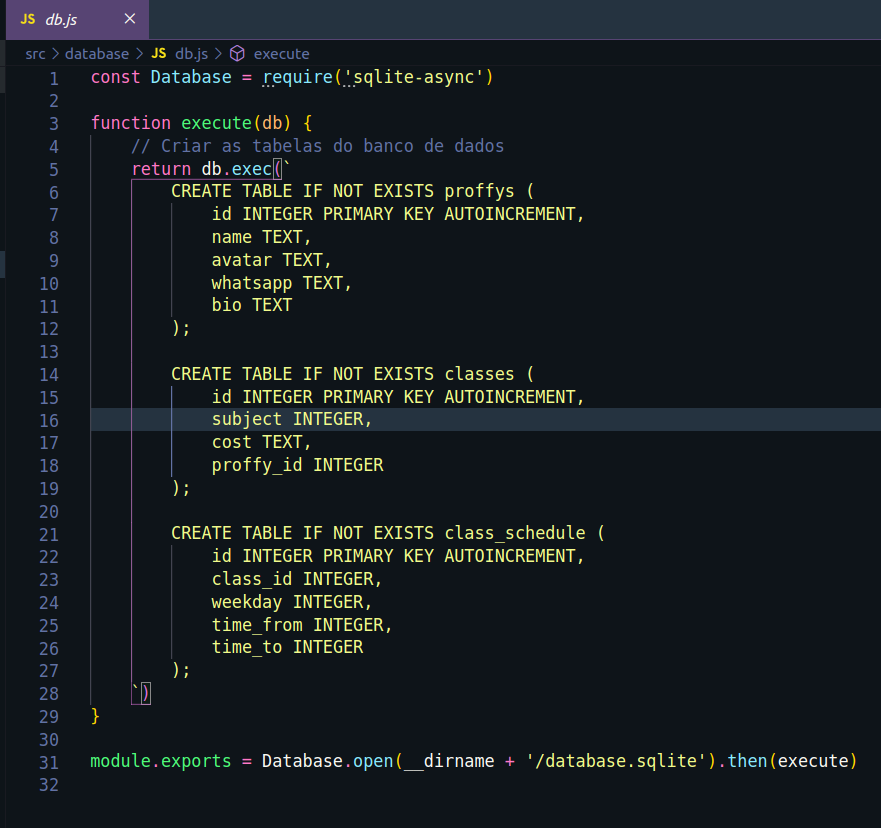 JS db.js ×
src > database > JS db.js > execute
1 const Database = require('sqlite-async')
2
3 function execute(db) {
4 // Criar as tabelas do banco de dados
5 return db.exec(`
6 CREATE TABLE IF NOT EXISTS proffys (
7 id INTEGER PRIMARY KEY AUTOINCREMENT,
8 name TEXT,
9 avatar TEXT,
10 whatsapp TEXT,
11 bio TEXT
12 );
13
14 CREATE TABLE IF NOT EXISTS classes (
15 id INTEGER PRIMARY KEY AUTOINCREMENT,
16 subject INTEGER,
17 cost TEXT,
18 proffy_id INTEGER
19 );
20
21 CREATE TABLE IF NOT EXISTS class_schedule (
22 id INTEGER PRIMARY KEY AUTOINCREMENT,
23 class_id INTEGER,
24 weekday INTEGER,
25 time_from INTEGER,
26 time_to INTEGER
27 );
28 `)
29 }
30
31 module.exports = Database.open(__dirname + '/database.sqlite').then(execute)
32